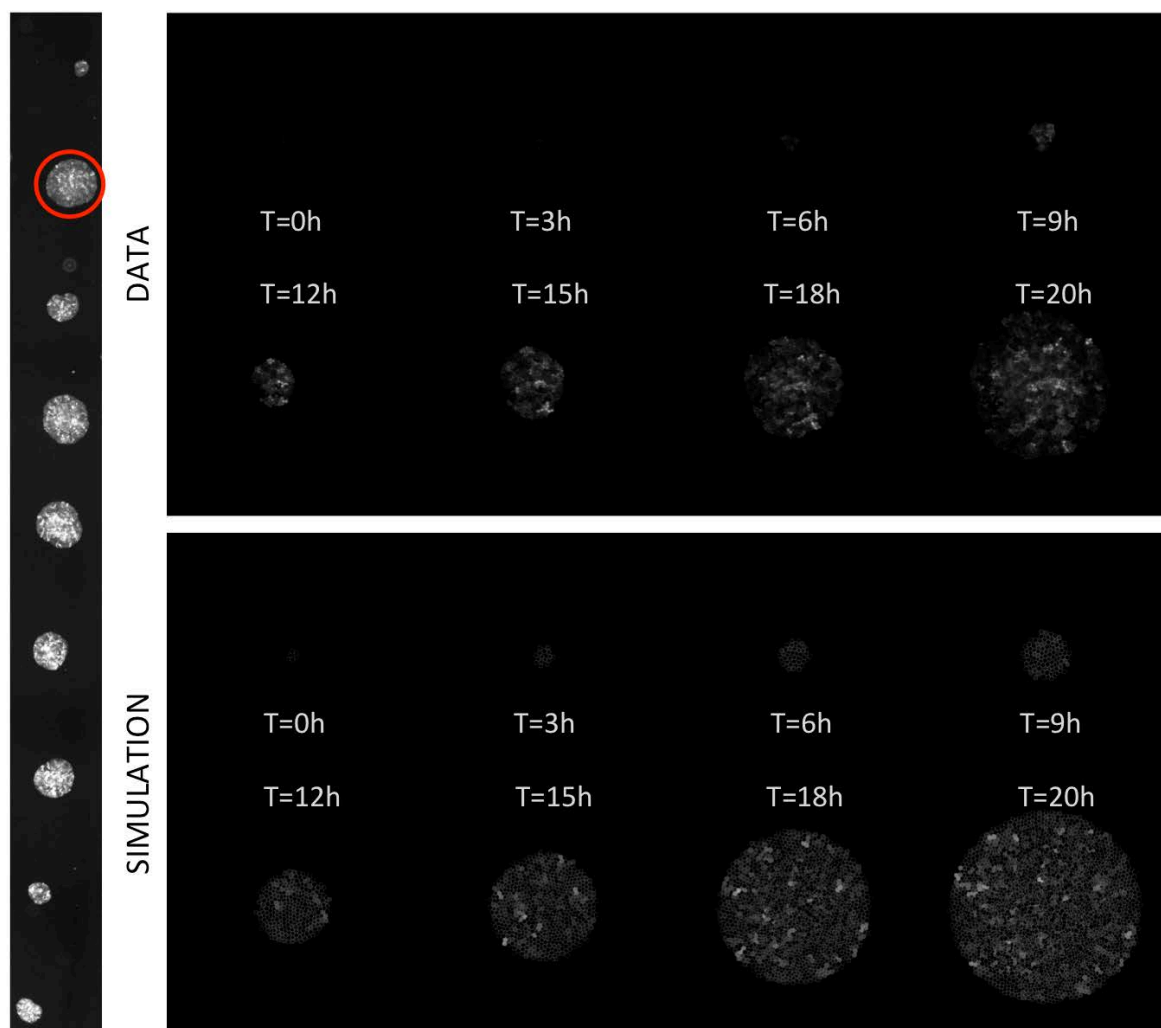 DATA
T=0h T=3h T=6h T=9h
T=12h T=15h T=18h T=20h
SIMULATION
T=0h T=3h T=6h T=9h
T=12h T=15h T=18h T=20h